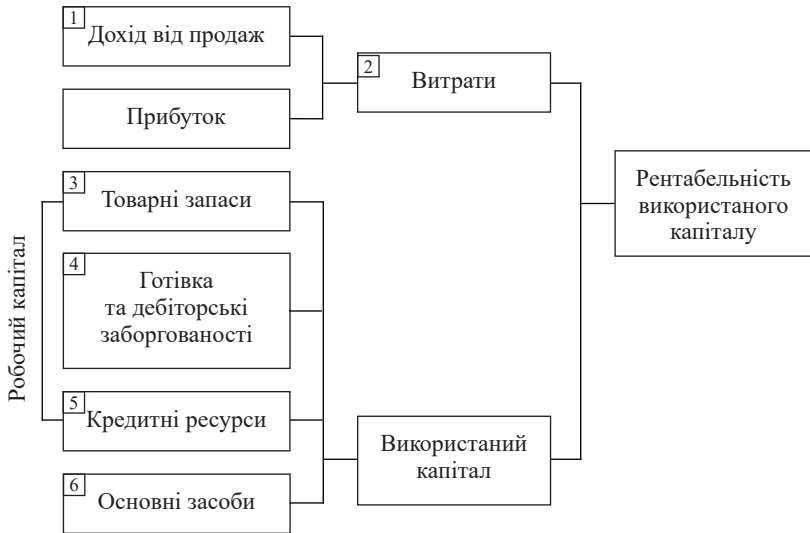 1
Дохід від продаж
2
Витрати
Прибуток
Рентабельність
використаного
капіталу
Робочий капітал
3
Товарні запаси
4
Готівка
та дебіторські
заборгованості
5
Кредитні ресурси
Використаний
капітал
6
Основні засоби